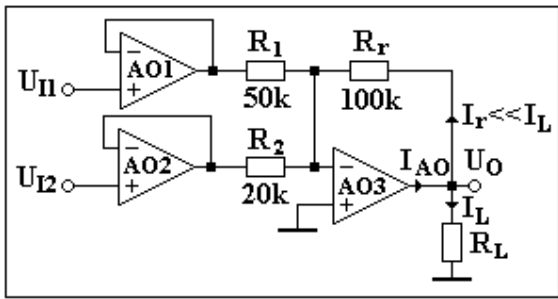 R1 Rr
− AO1 +
UI1
50k 100k
Ir<<IL
R2
− AO2 +
UI2
20k
− AO3 +
IAO UO
IL
RL